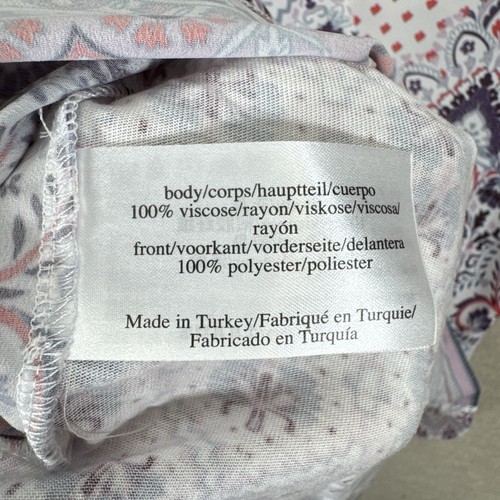 body/corps/hauptteil/cuerpo
100% viscose/rayon/viskose/viscosa/
rayón
front/voorkant/vorderseite/delantera
100% polyester/poliester
Made in Turkey/Fabriqué en Turquie/
Fabricado en Turquía